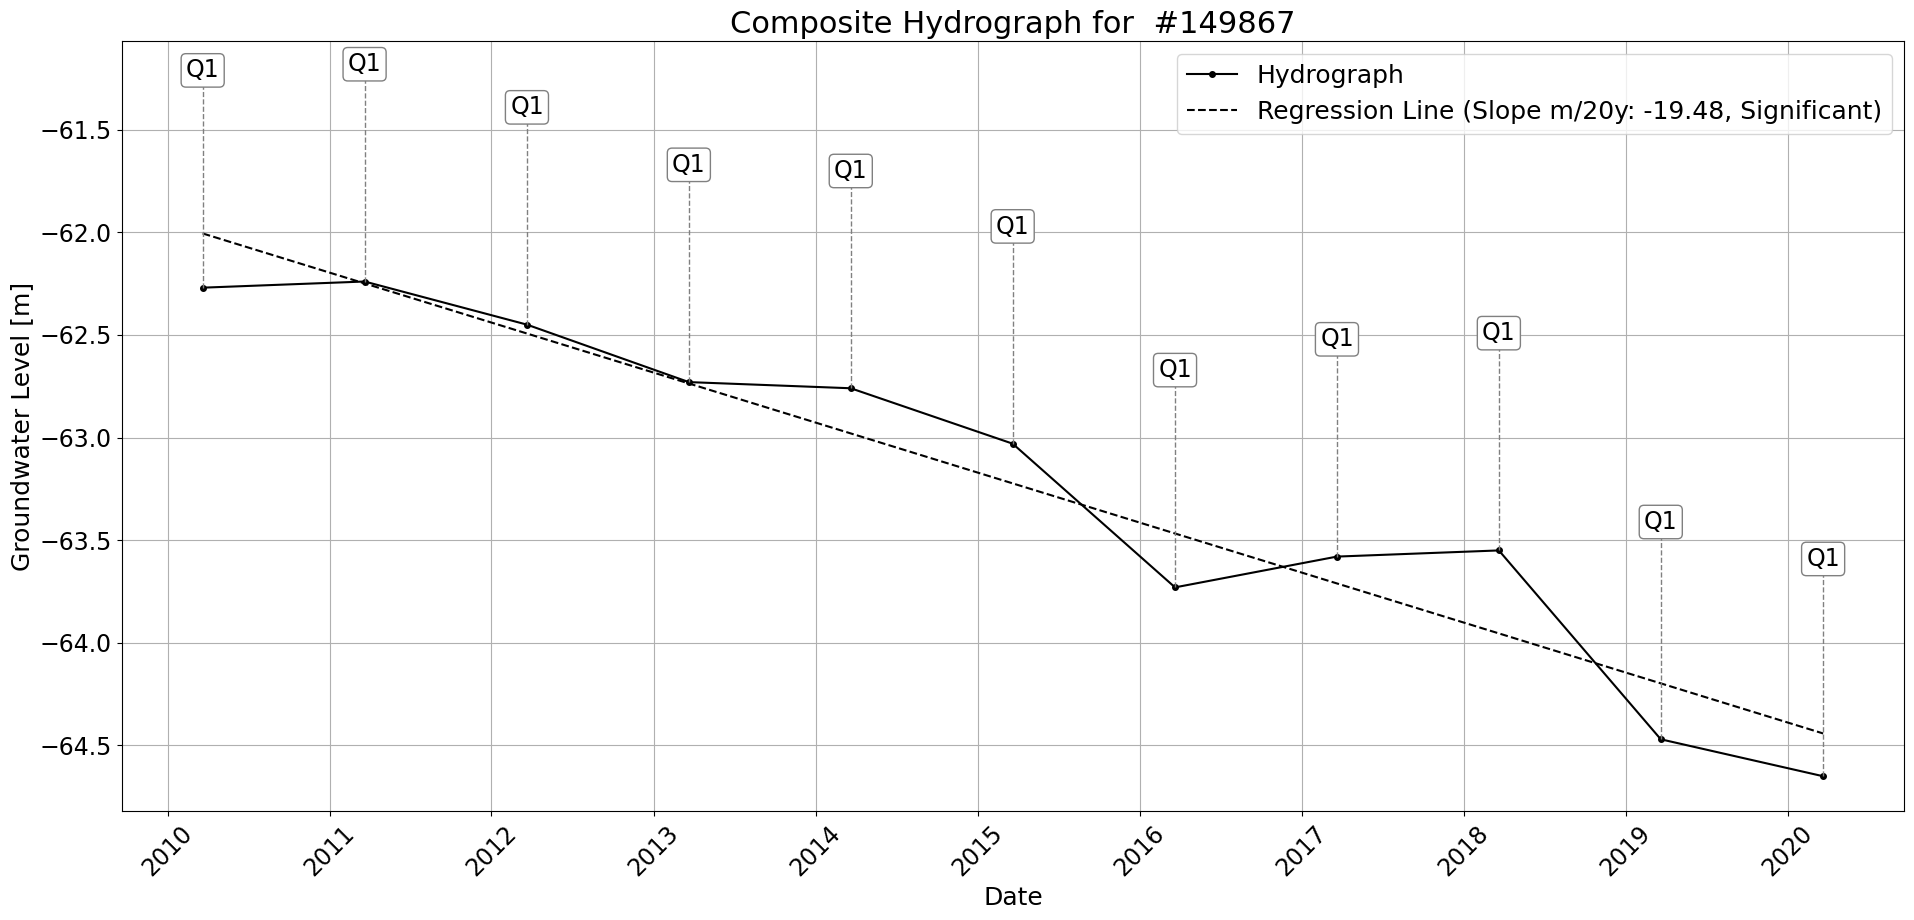 Composite Hydrograph for  #149867
Hydrograph
Regression Line (Slope m/20y: -19.48, Significant)
Q1
Q1
Q1
Q1
Q1
Q1
Q1
Q1
Q1
Q1
Q1
Groundwater Level [m]
−61.5
−62.0
−62.5
−63.0
−63.5
−64.0
−64.5
2010
2011
2012
2013
2014
2015
2016
2017
2018
2019
2020
Date